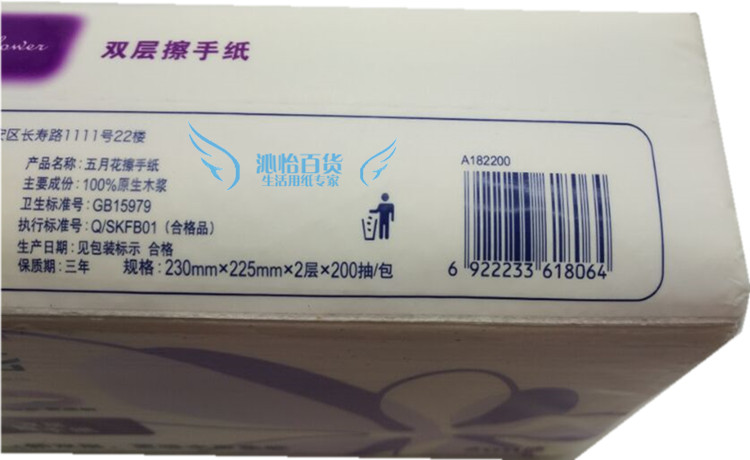 lower
双层擦手纸
区长寿路1111号22楼
沁怡百货
生活用纸专家
产品名称：五月花擦手纸
主要成份：100%原生木浆
卫生标准号：GB15979
执行标准号：Q/SKFB01（合格品）
生产日期：见包装标示 合格
保质期：三年 规格：230mm×225mm×2层×200抽/包
A182200
6 922233 618064